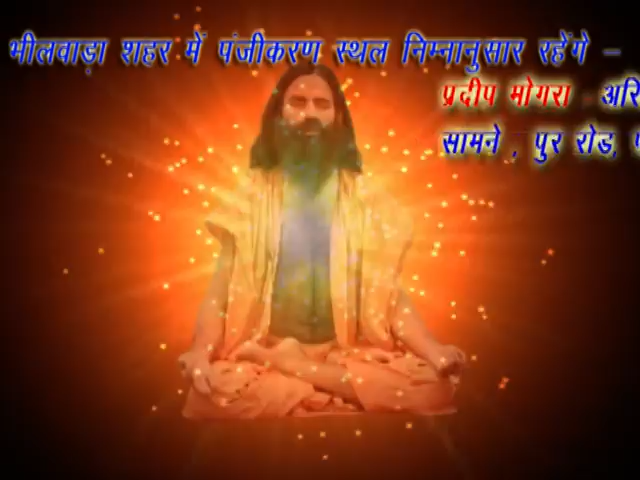 भीलवाड़ा शहर में पंजीकरण स्थल निम्नानुसार रहेंगे -
प्रदीप मोगरा
सामने , पुर रोड,